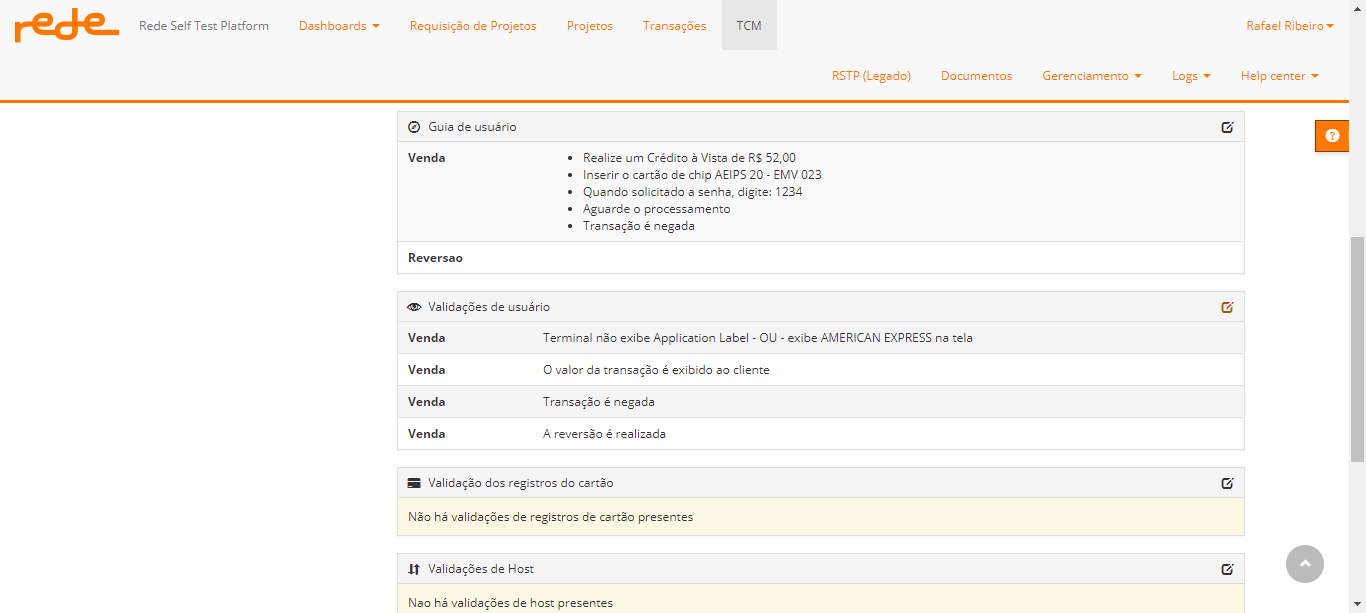 rede Rede Self Test Platform Dashboards Requisição de Projetos Projetos Transações TCM Rafael Ribeiro
RSTP (Legado) Documentos Gerenciamento Logs Help center
Guia de usuário
Venda
Realize um Crédito à Vista de R$ 52,00
Inserir o cartão de chip AEIPS 20 - EMV 023
Quando solicitado a senha, digite: 1234
Aguarde o processamento
Transação é negada
Reversao
Validações de usuário
Venda Terminal não exibe Application Label - OU - exibe AMERICAN EXPRESS na tela
Venda O valor da transação é exibido ao cliente
Venda Transação é negada
Venda A reversão é realizada
Validação dos registros do cartão
Não há validações de registros de cartão presentes
Validações de Host
Nao há validações de host presentes